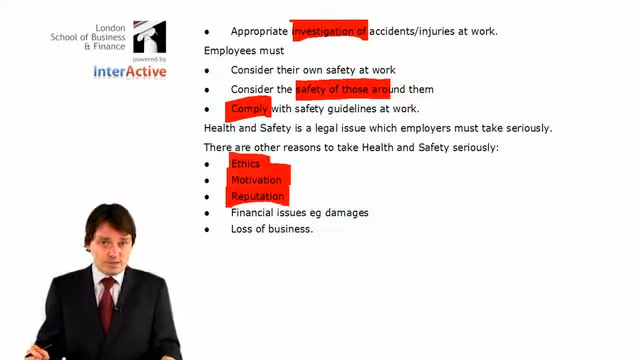 London
School of Business
& Finance
powered by
InterActive
• Appropriate investigation of accidents/injuries at work.
Employees must
• Consider their own safety at work
• Consider the safety of those around them
• Comply with safety guidelines at work.
Health and Safety is a legal issue which employers must take seriously.
There are other reasons to take Health and Safety seriously:
• Ethics
• Motivation
• Reputation
• Financial issues eg damages
• Loss of business.